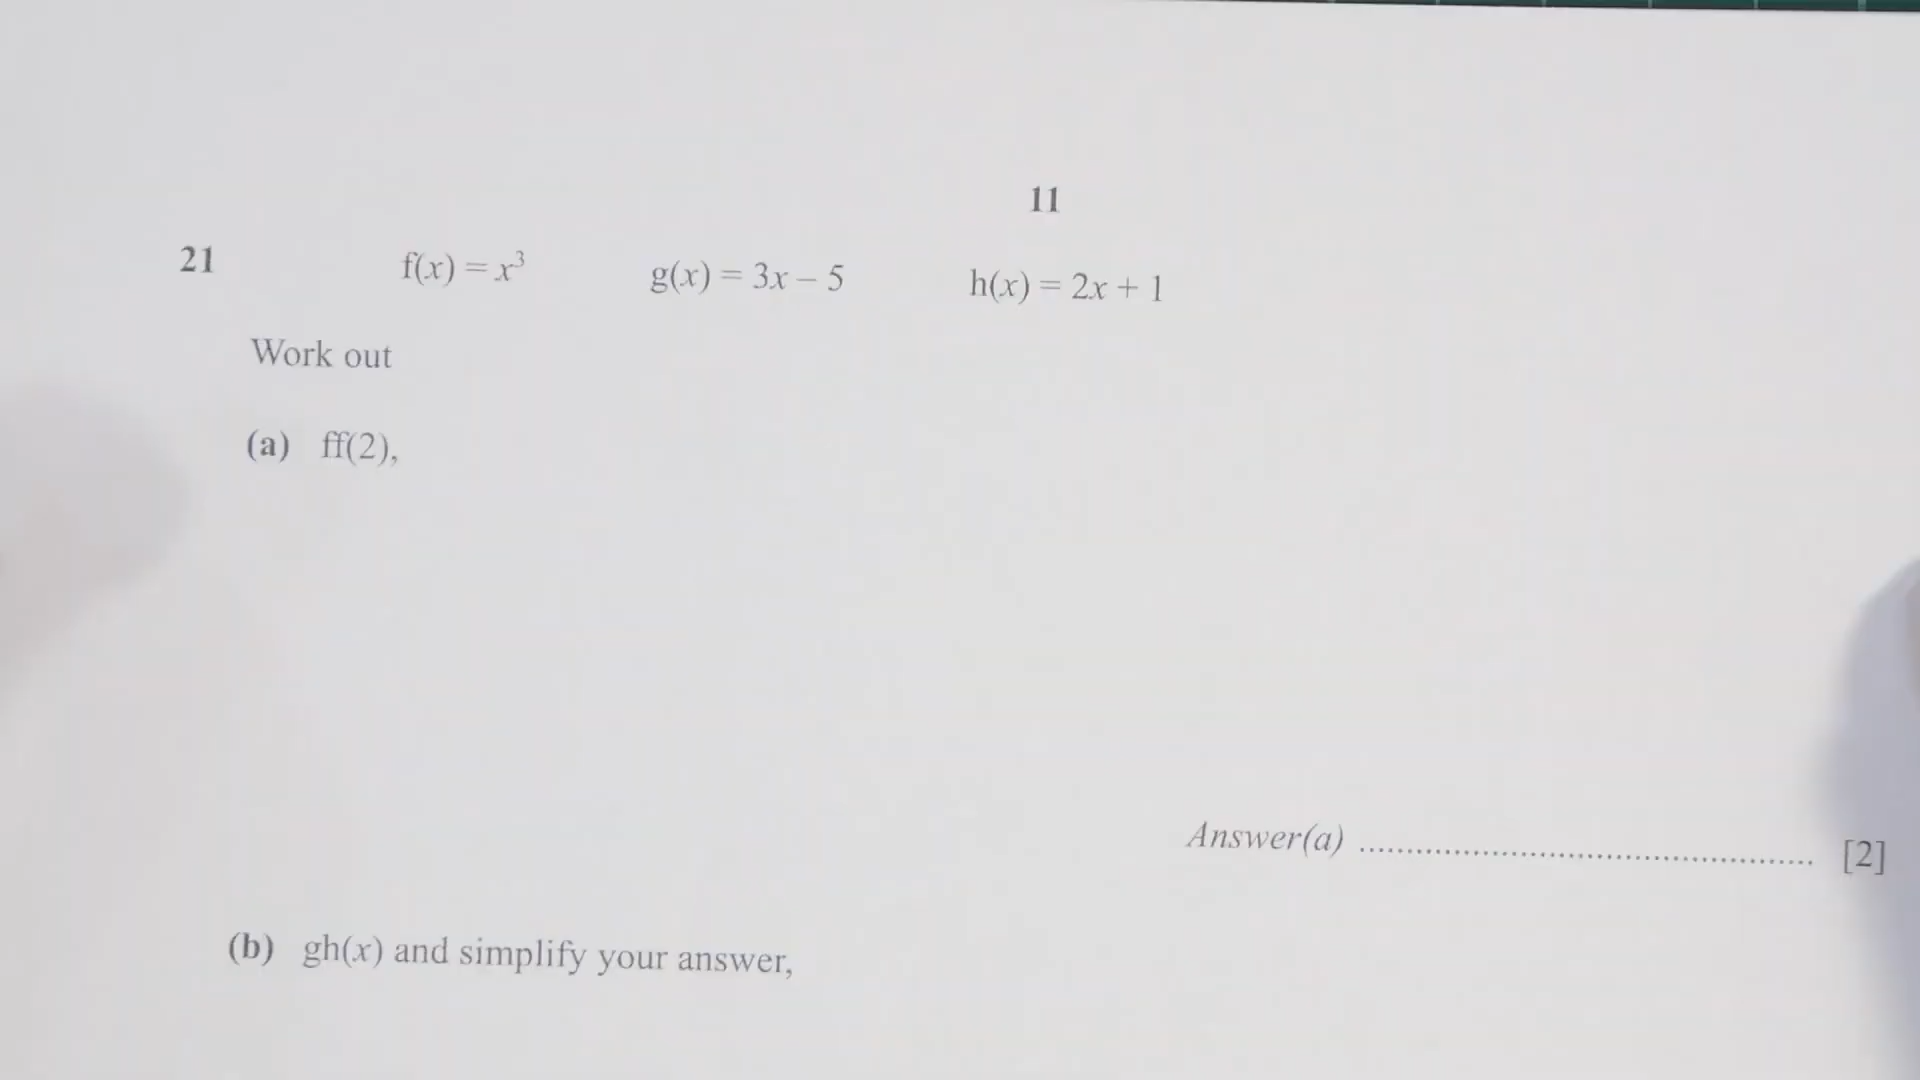 11
21 f(x) = x³ g(x) = 3x – 5 h(x) = 2x + 1
Work out
(a) ff(2),
Answer(a) ................................................ [2]
(b) gh(x) and simplify your answer,